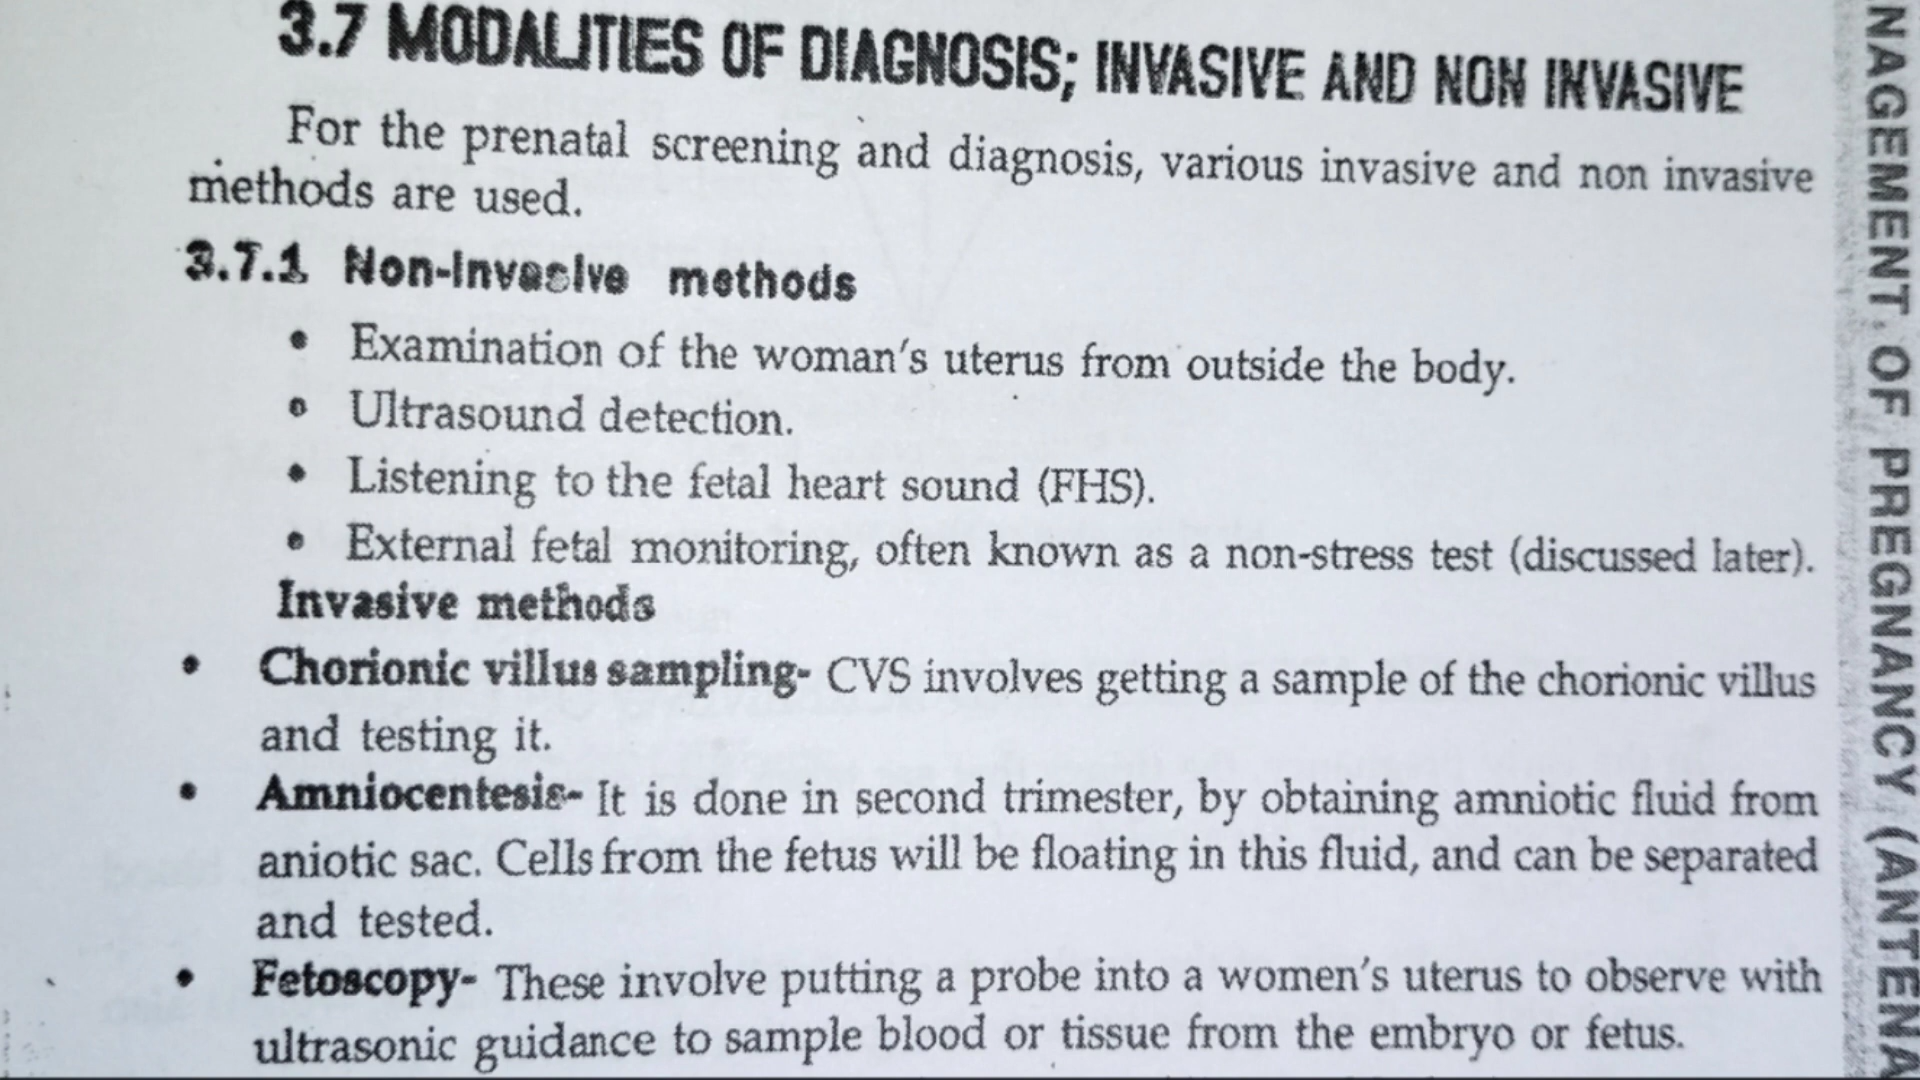 3.7 MODALITIES OF DIAGNOSIS; INVASIVE AND NON INVASIVE
For the prenatal screening and diagnosis, various invasive and non invasive
methods are used.
3.7.1 Non-Invasive methods
• Examination of the woman's uterus from outside the body.
• Ultrasound detection.
• Listening to the fetal heart sound (FHS).
• External fetal monitoring, often known as a non-stress test (discussed later).
Invasive methods
• Chorionic villus sampling- CVS involves getting a sample of the chorionic villus
and testing it.
• Amniocentesis- It is done in second trimester, by obtaining amniotic fluid from
aniotic sac. Cells from the fetus will be floating in this fluid, and can be separated
and tested.
• Fetoscopy- These involve putting a probe into a women's uterus to observe with
ultrasonic guidance to sample blood or tissue from the embryo or fetus.
NAGEMENT OF PREGNANCY (ANTENA